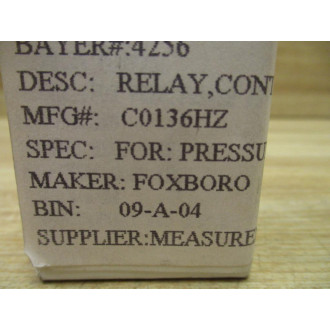 BAYER#:4256
DESC: RELAY,CONT
MFG#: C0136HZ
SPEC: FOR: PRESSU
MAKER: FOXBORO
BIN: 09-A-04
SUPPLIER:MEASURE